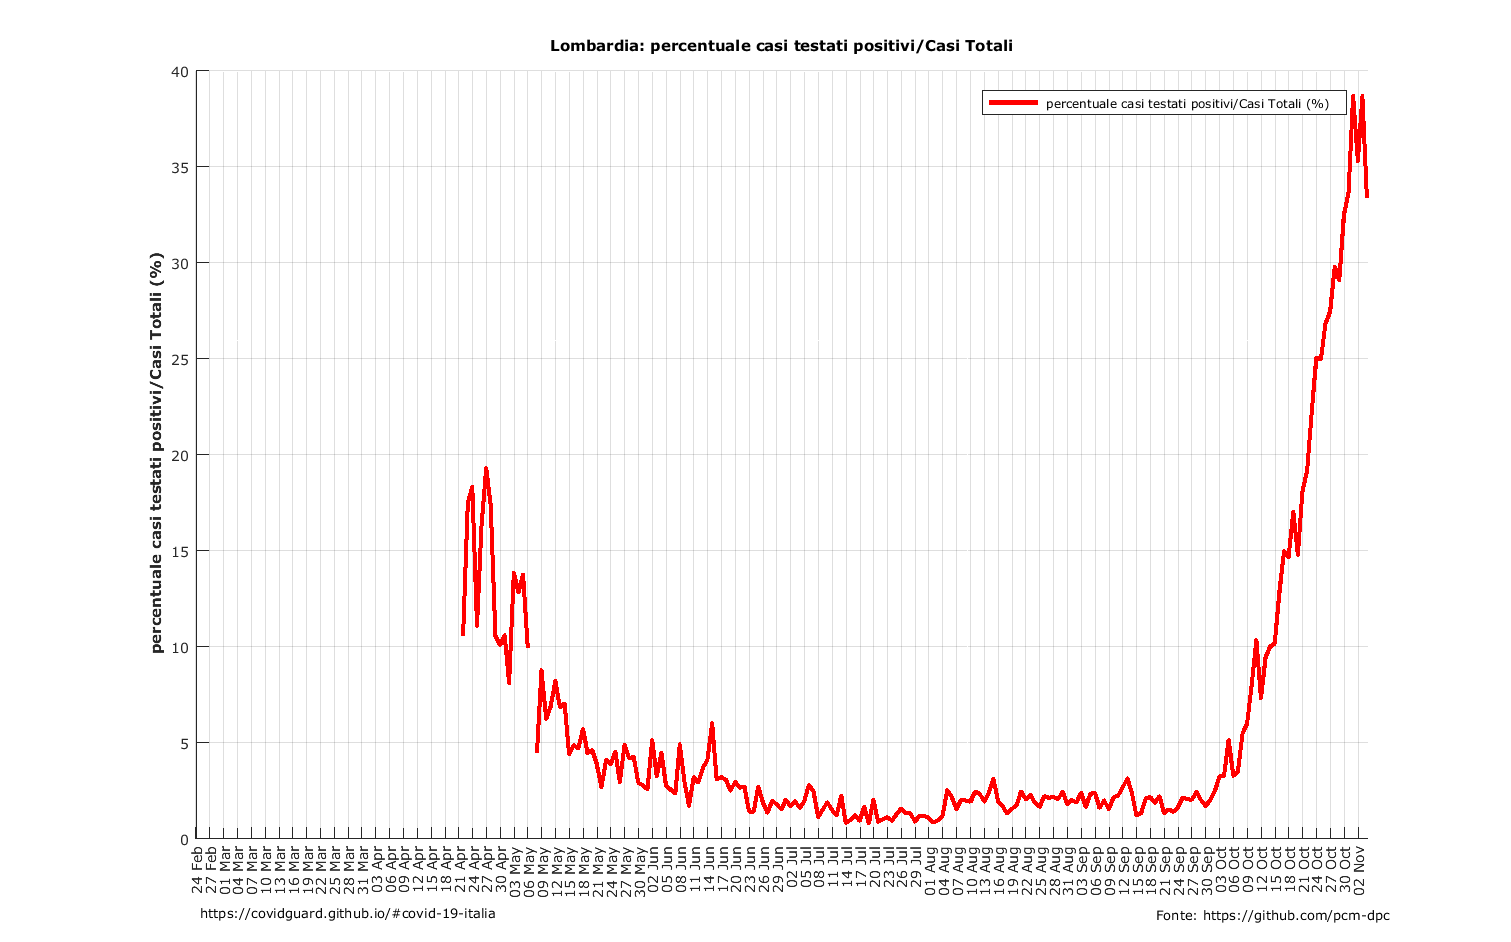 Lombardia: percentuale casi testati positivi/Casi Totali
percentuale casi testati positivi/Casi Totali (%)
percentuale casi testati positivi/Casi Totali (%)
40
35
30
25
20
15
10
5
0
24 Feb
27 Feb
01 Mar
04 Mar
07 Mar
10 Mar
13 Mar
16 Mar
19 Mar
22 Mar
25 Mar
28 Mar
31 Mar
03 Apr
06 Apr
09 Apr
12 Apr
15 Apr
18 Apr
21 Apr
24 Apr
27 Apr
30 Apr
03 May
06 May
09 May
12 May
15 May
18 May
21 May
24 May
27 May
30 May
02 Jun
05 Jun
08 Jun
11 Jun
14 Jun
17 Jun
20 Jun
23 Jun
26 Jun
29 Jun
02 Jul
05 Jul
08 Jul
11 Jul
14 Jul
17 Jul
20 Jul
23 Jul
26 Jul
29 Jul
01 Aug
04 Aug
07 Aug
10 Aug
13 Aug
16 Aug
19 Aug
22 Aug
25 Aug
28 Aug
31 Aug
03 Sep
06 Sep
09 Sep
12 Sep
15 Sep
18 Sep
21 Sep
24 Sep
27 Sep
30 Sep
03 Oct
06 Oct
09 Oct
12 Oct
15 Oct
18 Oct
21 Oct
24 Oct
27 Oct
30 Oct
02 Nov
https://covidguard.github.io/#covid-19-italia
Fonte: https://github.com/pcm-dpc